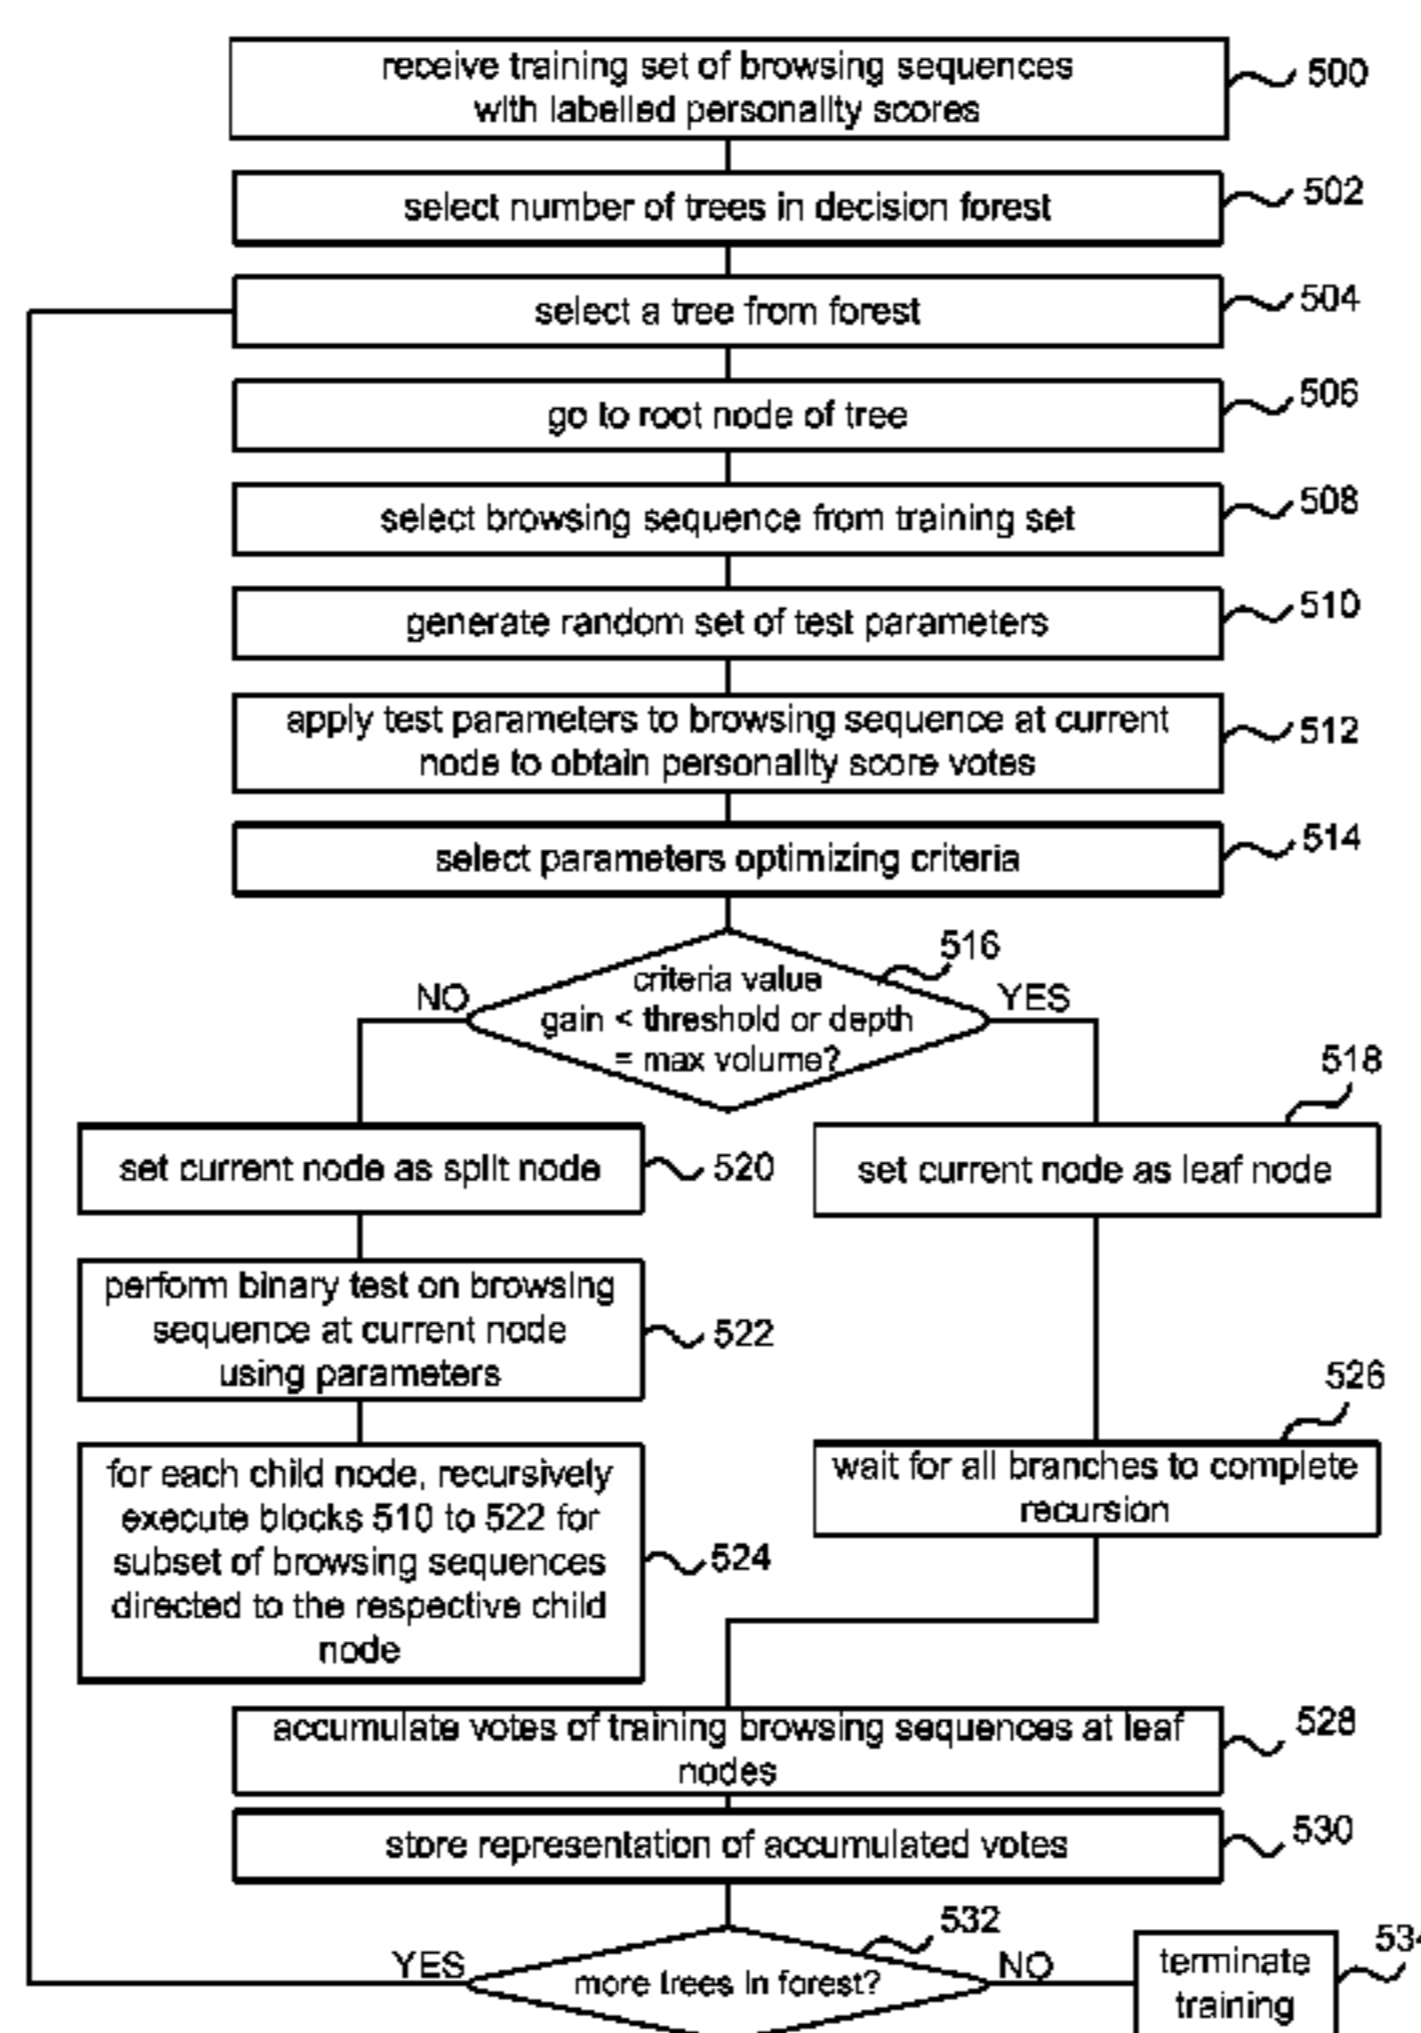 receive training set of browsing sequences
with labelled personality scores
500
select number of trees in decision forest
502
select a tree from forest
504
go to root node of tree
506
select browsing sequence from training set
508
generate random set of test parameters
510
apply test parameters to browsing sequence at current
node to obtain personality score votes
512
select parameters optimizing criteria
514
516
criteria value
gain < threshold or depth
= max volume?
NO
YES
518
set current node as split node
520
set current node as leaf node
perform binary test on browsing
sequence at current node
using parameters
522
526
for each child node, recursively
execute blocks 510 to 522 for
subset of browsing sequences
directed to the respective child
node
524
wait for all branches to complete
recursion
accumulate votes of training browsing sequences at leaf
nodes
528
store representation of accumulated votes
530
532
YES
more trees in forest?
NO
terminate
training
534